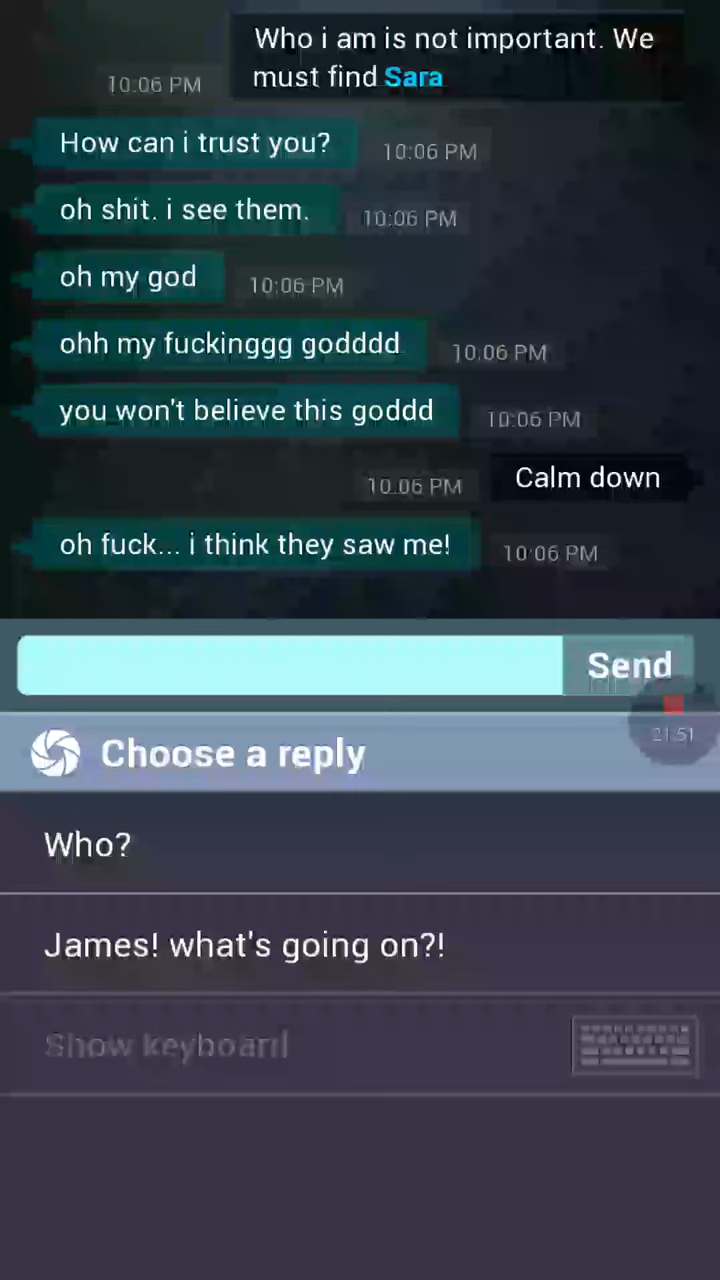 Who i am is not important. We
must find Sara
10:06 PM
How can i trust you?
10:06 PM
oh shit. i see them.
10:06 PM
oh my god
10:06 PM
ohh my fuckinggg godddd
10:06 PM
you won't believe this goddd
10:06 PM
Calm down
10:06 PM
oh fuck... i think they saw me!
10:06 PM
Send
21:51
Choose a reply
Who?
James! what's going on?!
Show keyboard